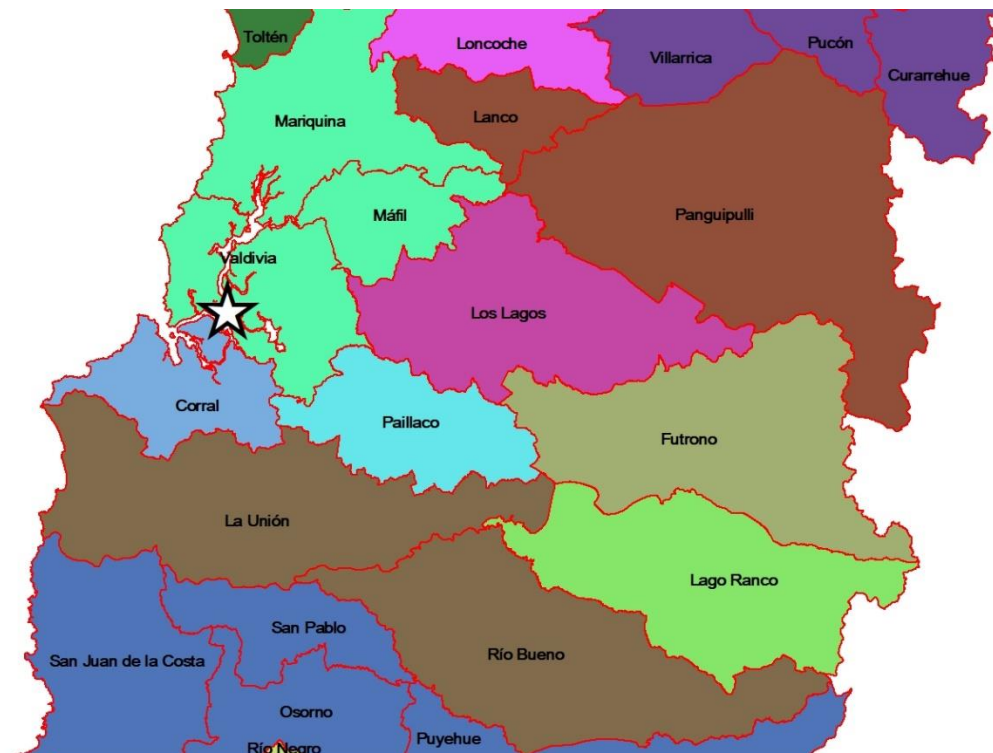 Toltén
Loncoche
Villarrica
Pucón
Curarrehue
Mariquina
Lanco
Máfil
Panguipulli
Valdivia
Los Lagos
Corral
Paillaco
Futrono
La Unión
Lago Ranco
San Pablo
Río Bueno
San Juan de la Costa
Osorno
Puyehue
Río Negro